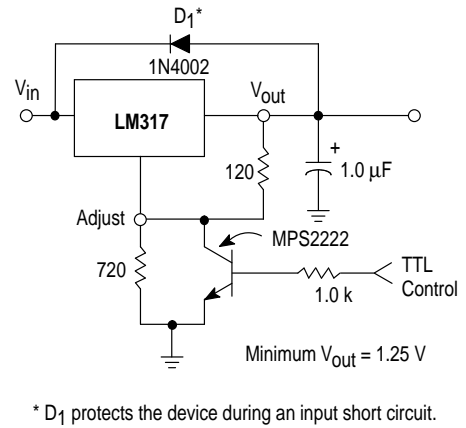 D1*
1N4002
Vin
Vout
LM317
+
120
1.0 μF
Adjust
MPS2222
720
TTL
Control
1.0 k
Minimum Vout = 1.25 V
* D1 protects the device during an input short circuit.